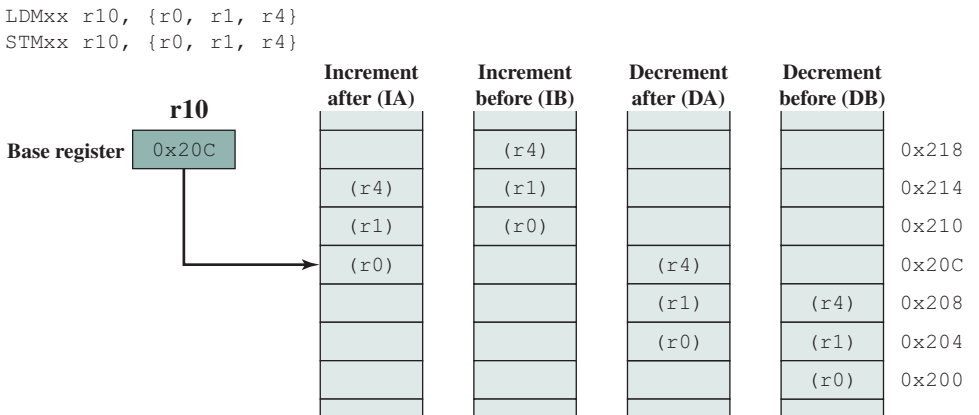 LDMxx r10, {r0, r1, r4}
STMxx r10, {r0, r1, r4}
Increment after (IA)
Increment before (IB)
Decrement after (DA)
Decrement before (DB)
r10
Base register 0x20C
(r4) 0x218
(r4) (r1) 0x214
(r1) (r0) 0x210
(r0) (r4) 0x20C
(r1) (r4) 0x208
(r0) (r1) 0x204
(r0) 0x200